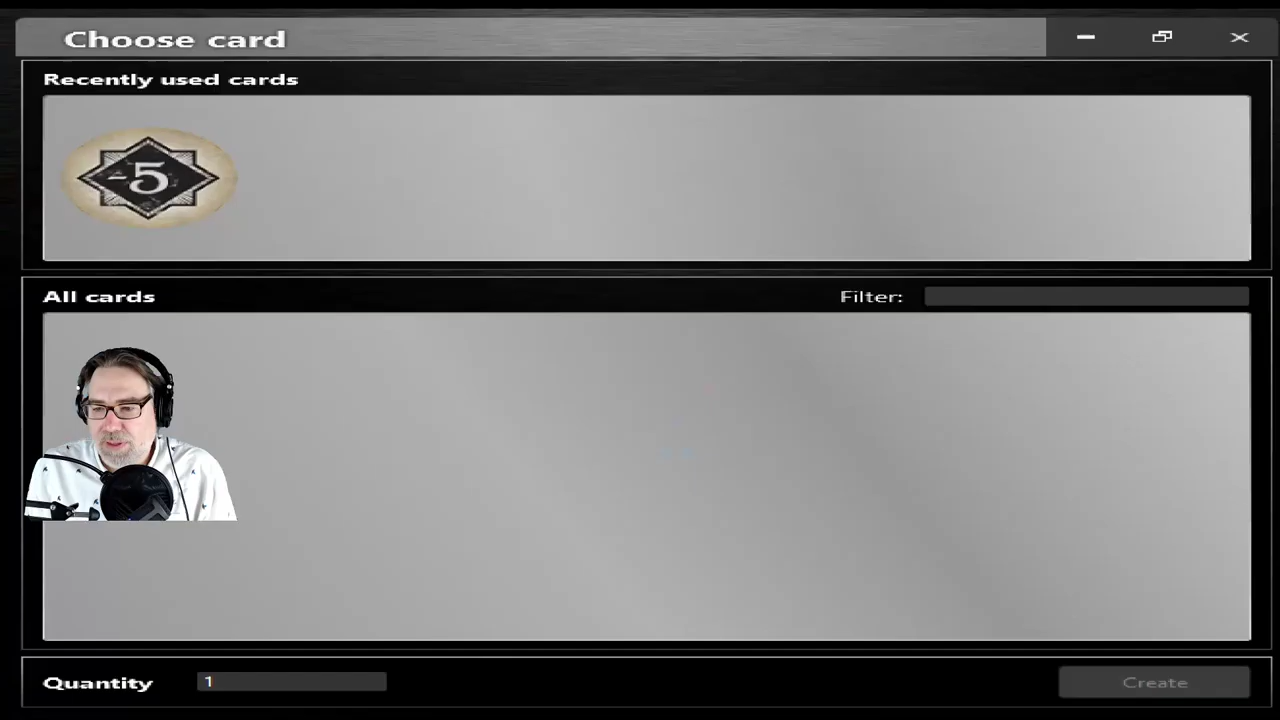 Choose card
Recently used cards
-5
All cards
Filter:
Quantity
1
Create